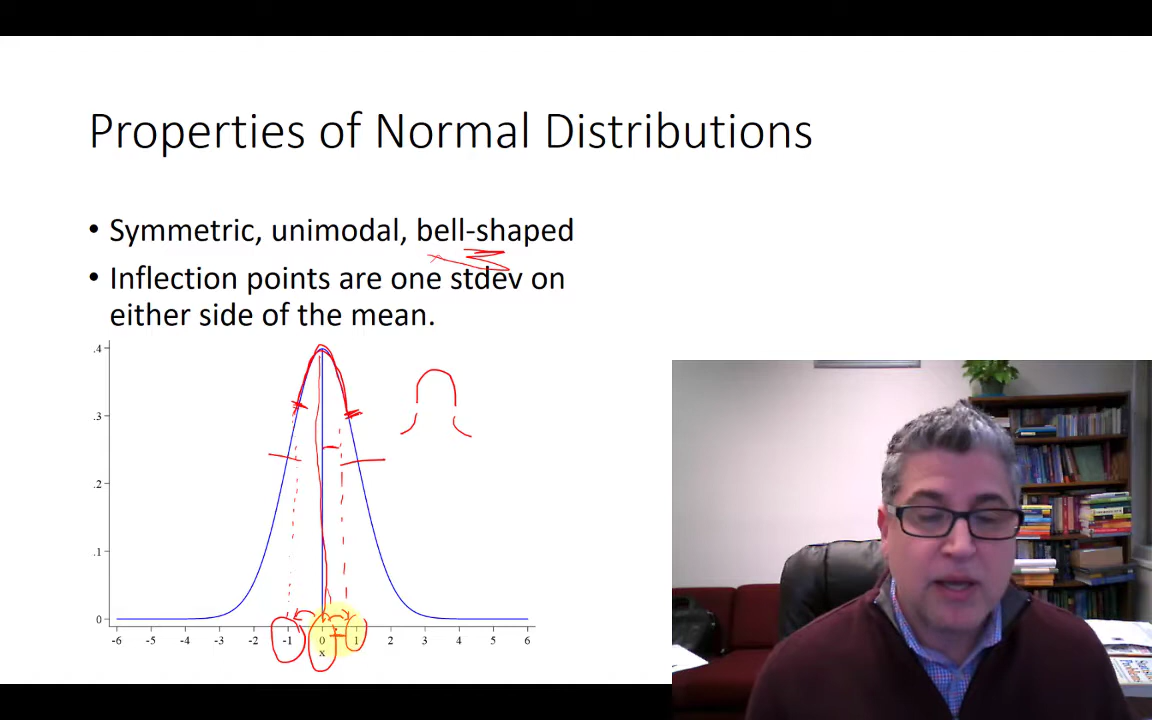 Properties of Normal Distributions
• Symmetric, unimodal, bell-shaped
• Inflection points are one stdev on
either side of the mean.
.4
.3
.2
.1
0
-6 -5 -4 -3 -2 -1 0 1 2 3 4 5 6
x